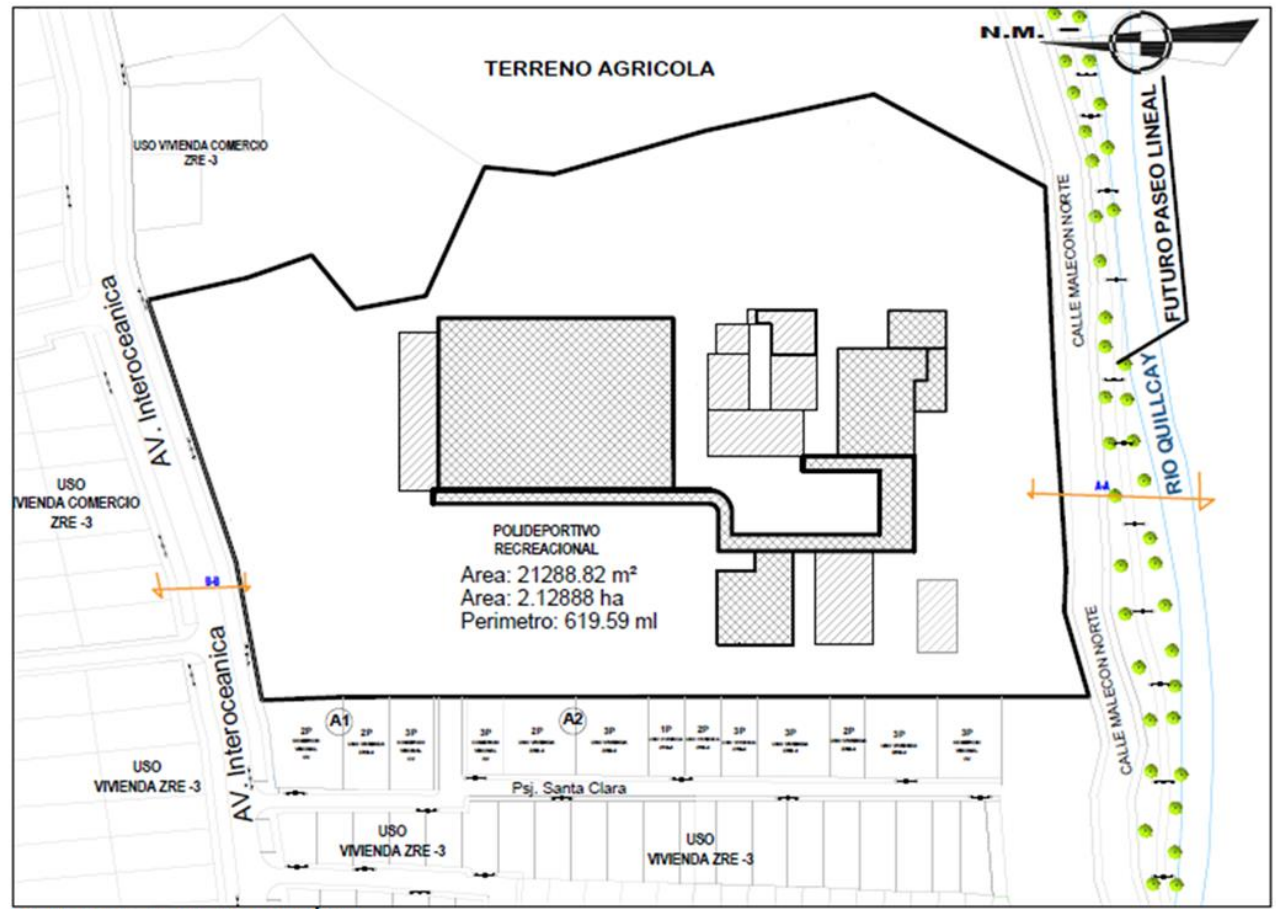 N.M.
TERRENO AGRICOLA
FUTURO PASEO LINEAL
USO VIVIENDA COMERCIO
ZRE -3
CALLE MALECON NORTE
AV. Interoceanica
RIO QUILLCAY
USO
VIENDA COMERCIO
ZRE -3
A-A
POLIDEPORTIVO
RECREACIONAL
Area: 21288.82 m²
Area: 2.12888 ha
Perimetro: 619.59 ml
B-B
AV. Interoceanica
CALLE MALECON NORTE
A1
A2
2P
2P
3P
3P
2P
3P
1P
2P
3P
3P
2P
3P
3P
USO
VIVIENDA ZRE -3
Psj. Santa Clara
USO
VIVIENDA ZRE -3
USO
VIVIENDA ZRE -3